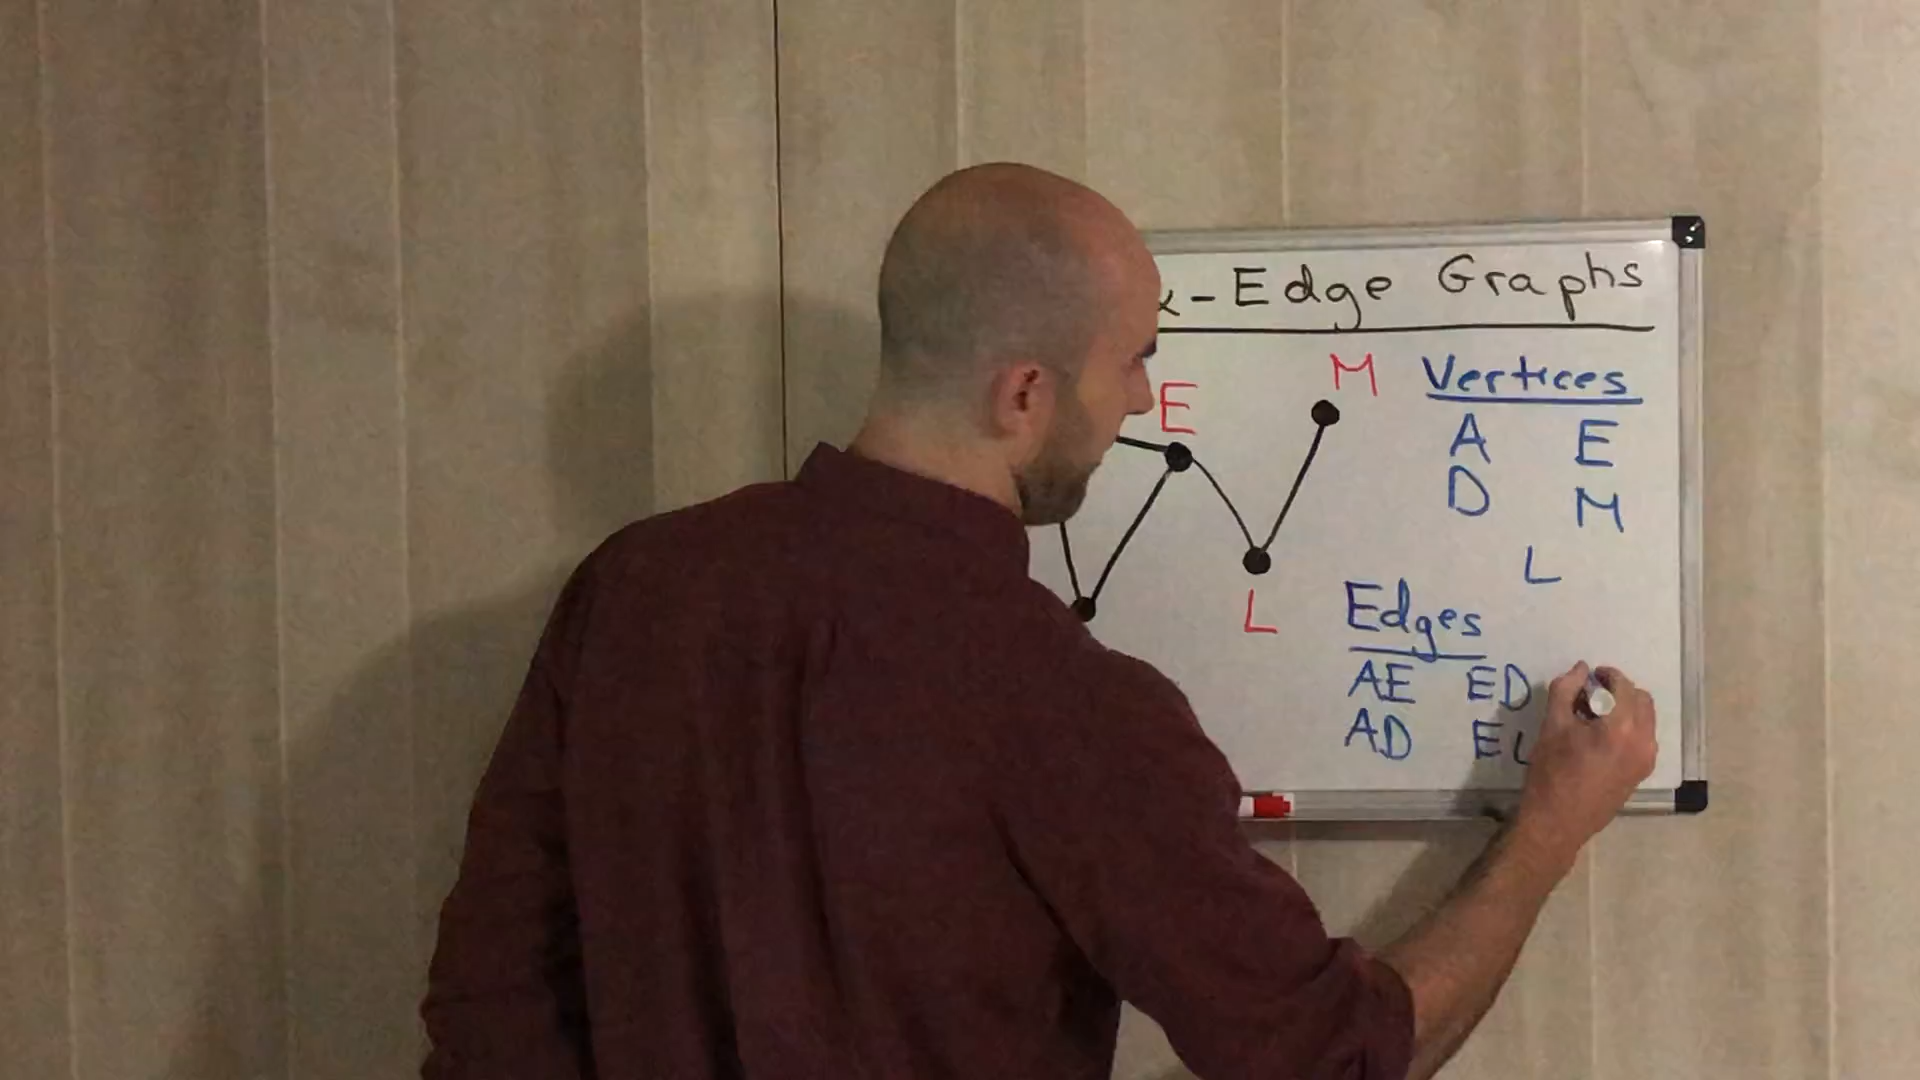 x-Edge Graphs
E
M
L
Vertices
A E
D M
L
Edges
AE ED
AD EL